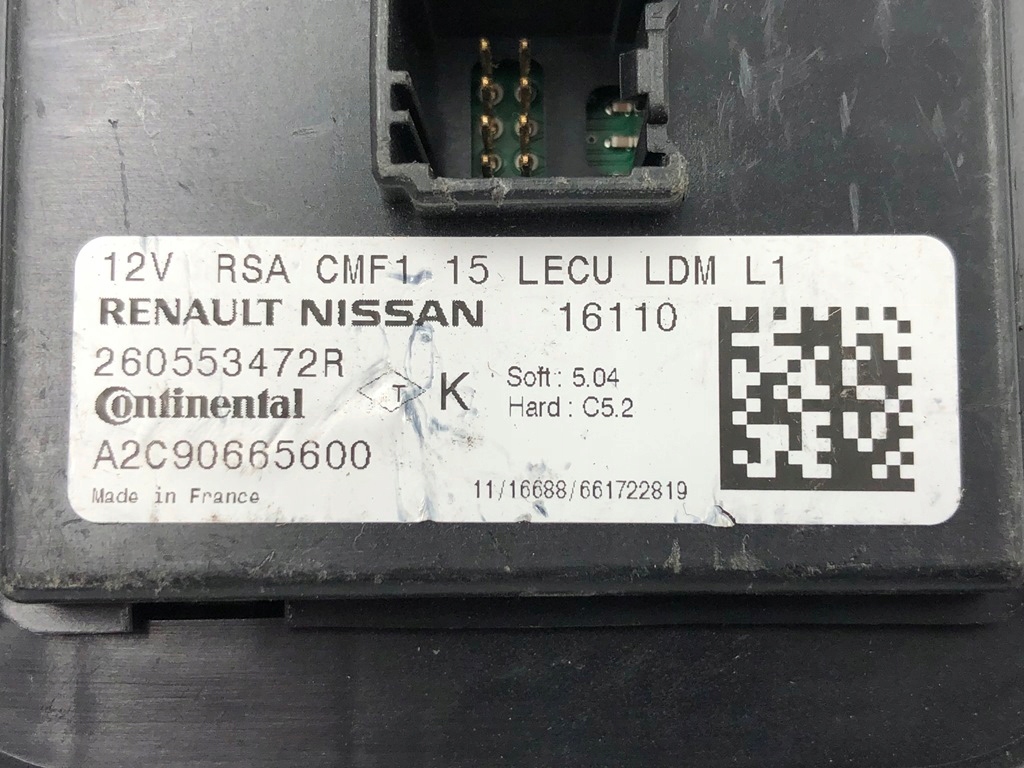 12V RSA CMF1 15 LECU LDM L1
RENAULT NISSAN 16110
260553472R
Continental T K Soft : 5.04
Hard : C5.2
A2C90665600
Made in France 11/16688/661722819